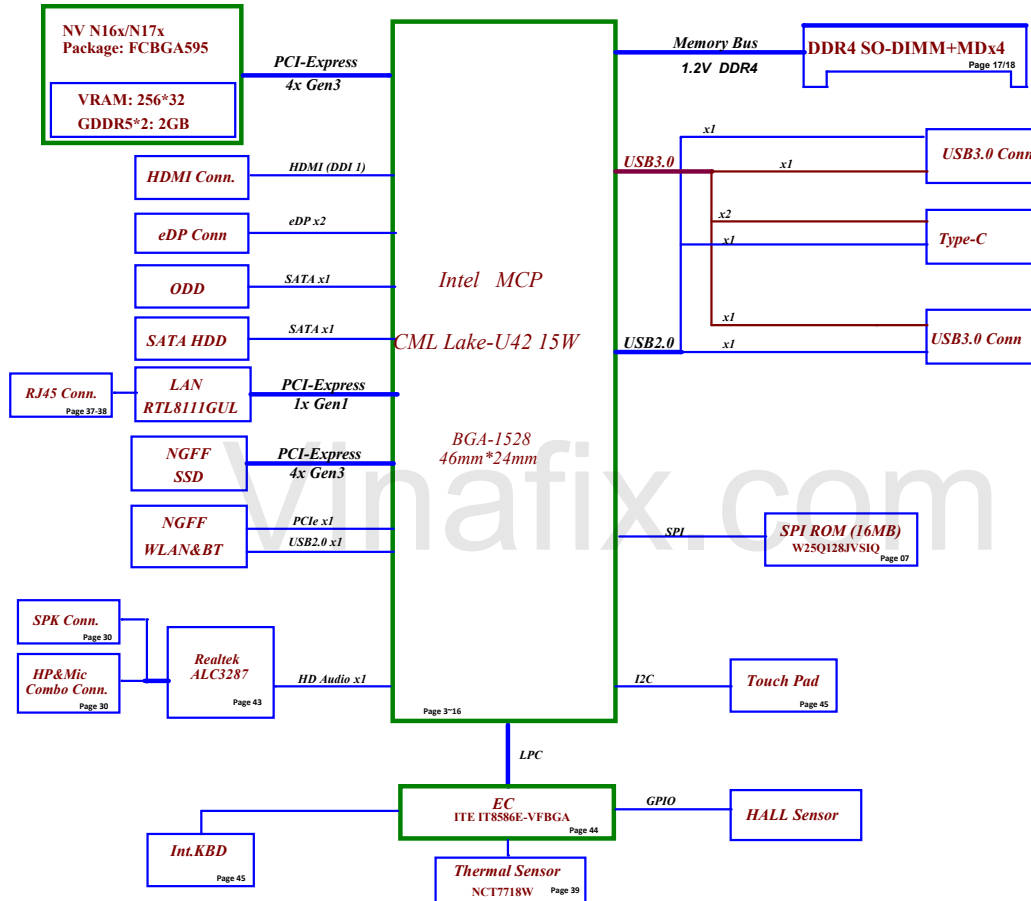 NV N16x/N17x
Package: FCBGA595
VRAM: 256*32
GDDR5*2: 2GB
PCI-Express
4x Gen3
Memory Bus
1.2V DDR4
DDR4 SO-DIMM+MDx4
Page 17/18
HDMI Conn.
HDMI (DDI 1)
eDP Conn
eDP x2
ODD
SATA x1
SATA HDD
SATA x1
RJ45 Conn.
Page 37-38
LAN
RTL8111GUL
PCI-Express
1x Gen1
NGFF
SSD
PCI-Express
4x Gen3
NGFF
WLAN&BT
PCIe x1
USB2.0 x1
SPK Conn.
Page 30
HP&Mic
Combo Conn.
Page 30
Realtek
ALC3287
Page 43
HD Audio x1
Intel MCP
CML Lake-U42 15W
BGA-1528
46mm*24mm
Page 3~16
USB3.0
USB2.0
x1
x1
USB3.0 Conn
x2
x1
Type-C
x1
x1
USB3.0 Conn
SPI
SPI ROM (16MB)
W25Q128JVSIQ
Page 07
I2C
Touch Pad
Page 45
LPC
EC
ITE IT8586E-VFBGA
Page 44
GPIO
HALL Sensor
Int.KBD
Page 45
Thermal Sensor
NCT7718W
Page 39
Vinafix.com